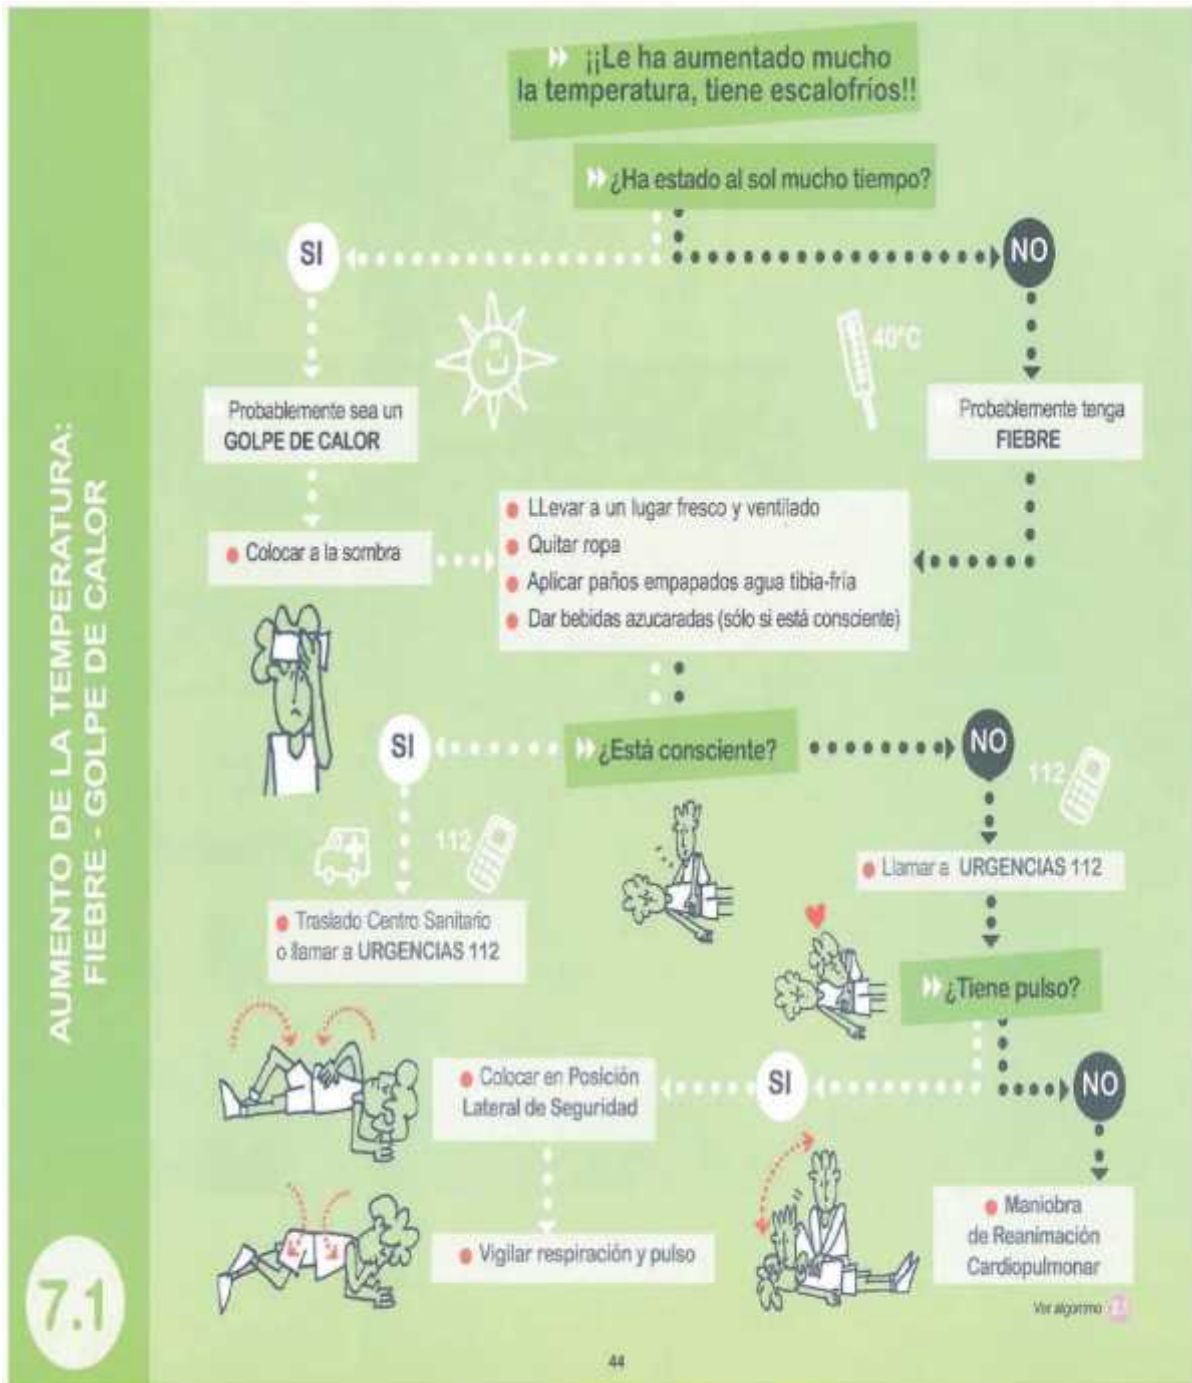 AUMENTO DE LA TEMPERATURA:
FIEBRE - GOLPE DE CALOR
7.1
¡¡Le ha aumentado mucho
la temperatura, tiene escalofríos!!
¿Ha estado al sol mucho tiempo?
SI
NO
40°C
Probablemente sea un
GOLPE DE CALOR
Probablemente tenga
FIEBRE
Colocar a la sombra
LLevar a un lugar fresco y ventilado
Quitar ropa
Aplicar paños empapados agua tibia-fría
Dar bebidas azucaradas (sólo si está consciente)
¿Está consciente?
SI
NO
112
112
Traslado Centro Sanitario
o llamar a URGENCIAS 112
Llamar a URGENCIAS 112
¿Tiene pulso?
SI
NO
Colocar en Posición
Lateral de Seguridad
Vigilar respiración y pulso
Maniobra
de Reanimación
Cardiopulmonar
Ver algoritmo
44